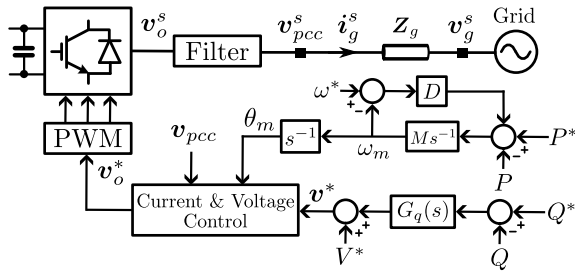 v_o^s
Filter
v_pcc^s
i_g^s
Z_g
v_g^s
Grid
ω*
+
-
D
PWM
v_o^*
v_pcc
θ_m
s^{-1}
ω_m
Ms^{-1}
-
+
P*
P
Current & Voltage
Control
v*
+
+
V*
G_q(s)
-
+
Q*
Q